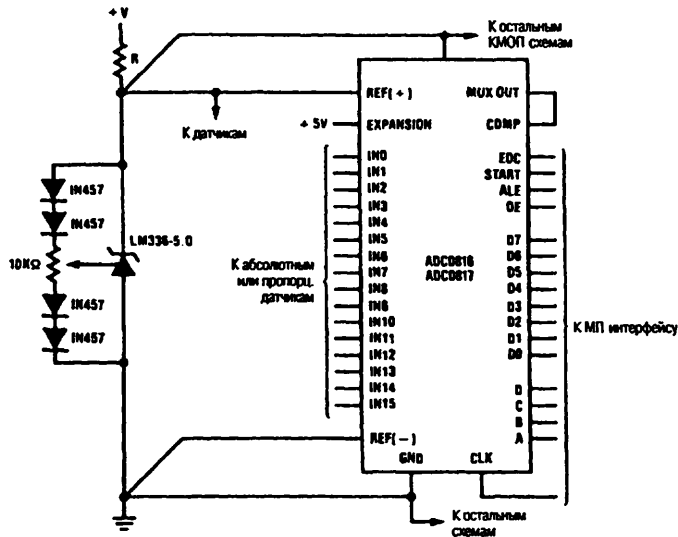 + V
К остальным
КМОП схемам
R
REF(+)
MUX OUT
К датчикам
+ 5V
EXPANSION
COMP
IN0
EOC
IN1
START
IN2
ALE
IN3
OE
IN4
IN5
D7
IN6
D6
IN7
D5
IN8
D4
IN8
D3
IN10
D2
IN11
D1
IN12
D0
IN13
IN14
D
IN15
C
B
A
REF(−)
GND
CLK
IN457
IN457
LM336-5.0
10KΩ
IN457
IN457
К абсолютным
или пропорц.
датчикам
ADC0816
ADC0817
К МП интерфейсу
К остальным
схемам